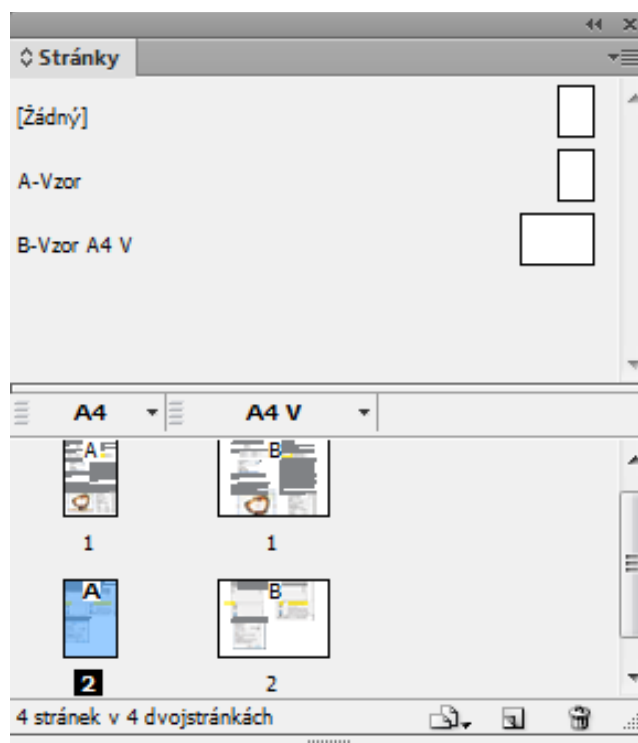 Stránky
[Žádný]
A-Vzor
B-Vzor A4 V
A4 A4 V
A B
1 1
A B
2 2
4 stránek v 4 dvojstránkách